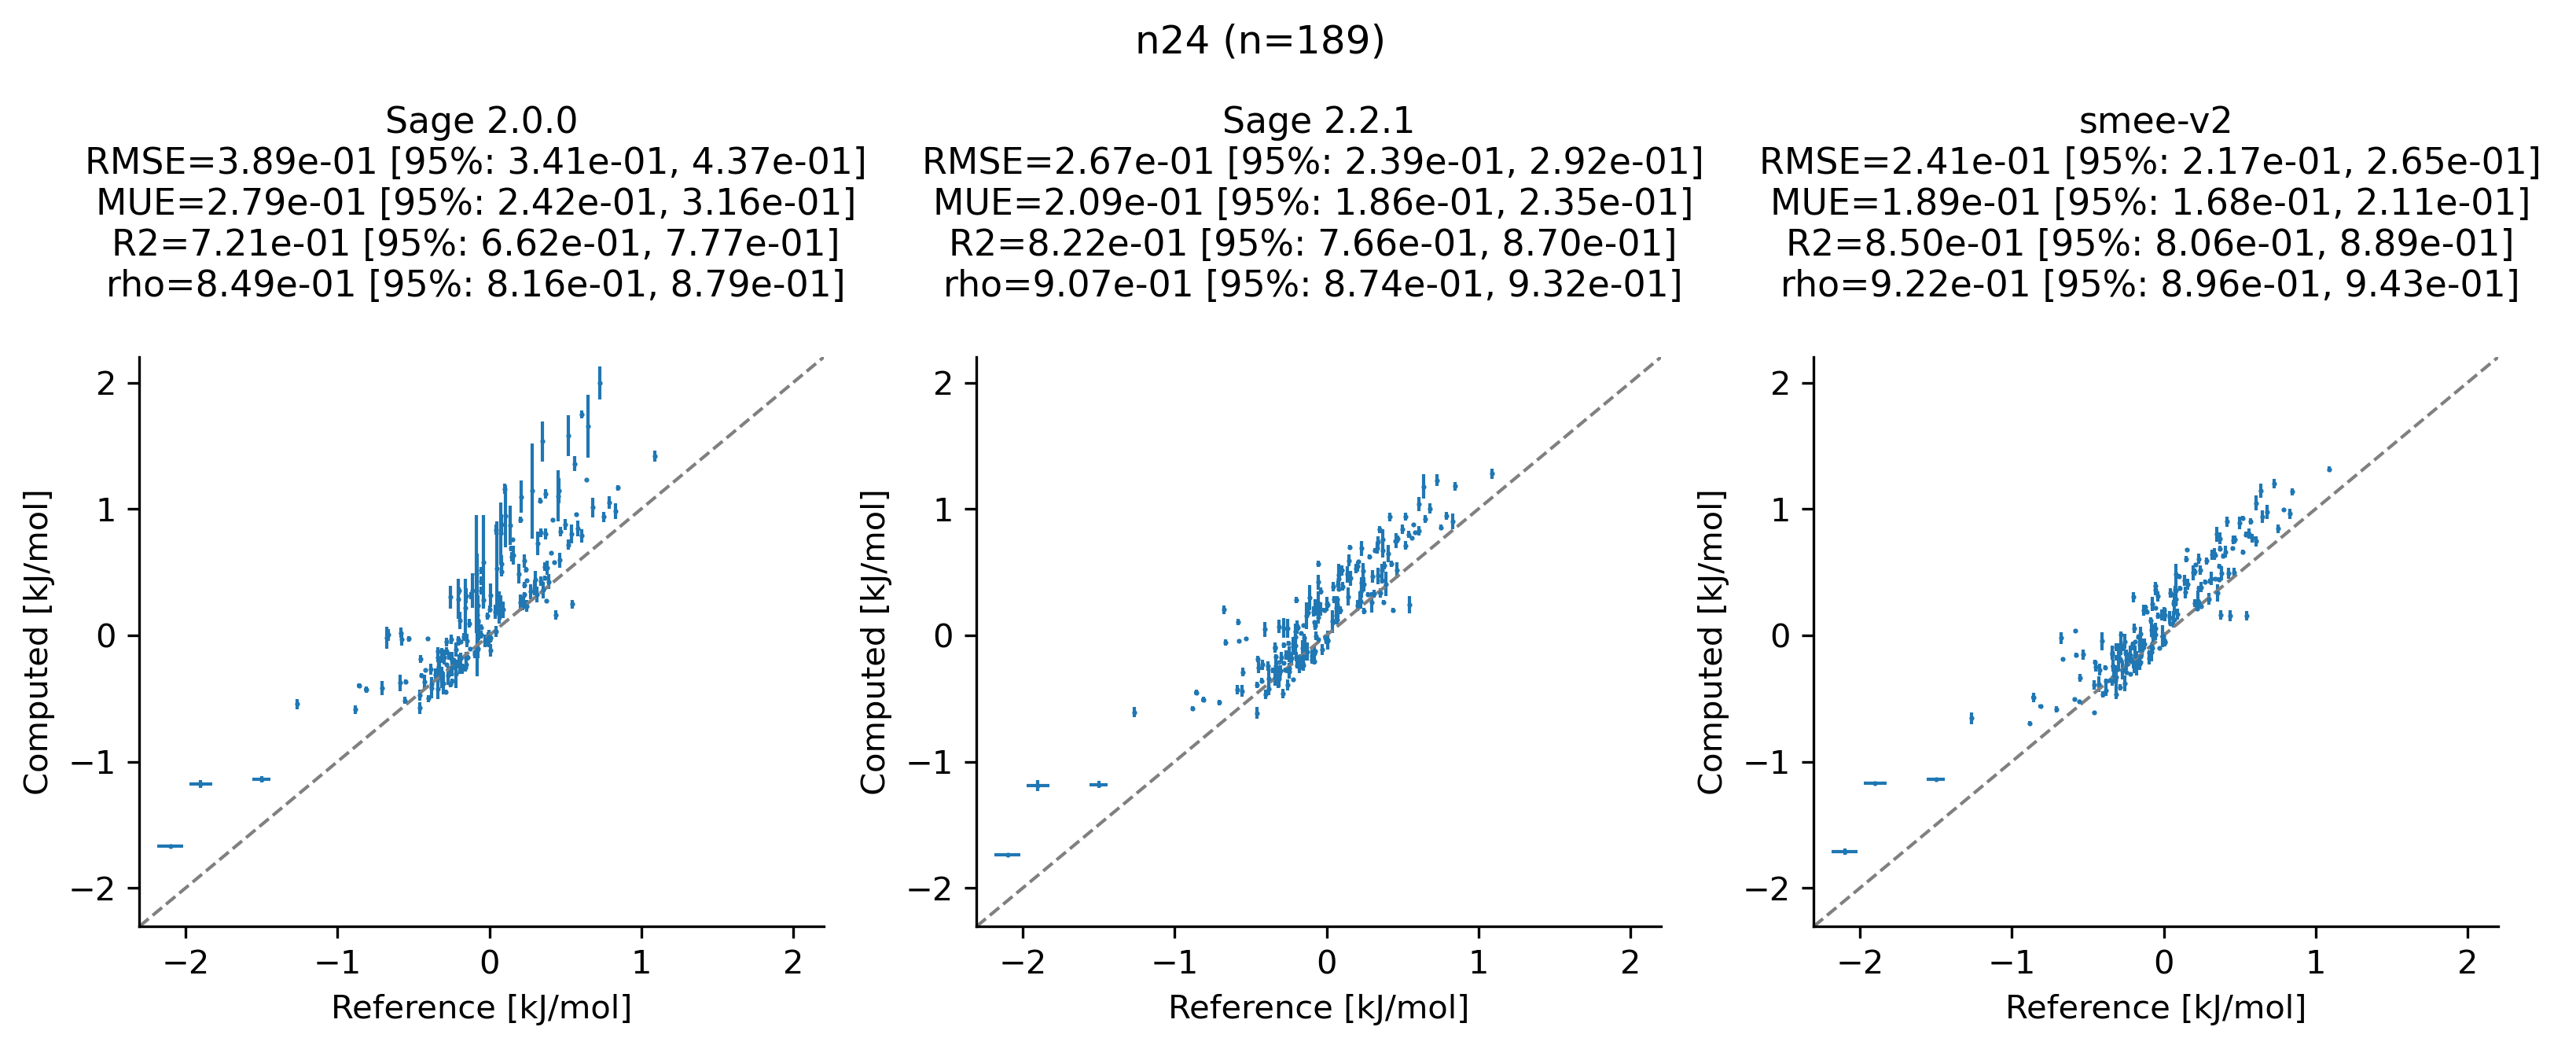 n24 (n=189)
Sage 2.0.0
RMSE=3.89e-01 [95%: 3.41e-01, 4.37e-01]
MUE=2.79e-01 [95%: 2.42e-01, 3.16e-01]
R2=7.21e-01 [95%: 6.62e-01, 7.77e-01]
rho=8.49e-01 [95%: 8.16e-01, 8.79e-01]
2
1
0
−1
−2
Computed [kJ/mol]
−2 −1 0 1 2
Reference [kJ/mol]
Sage 2.2.1
RMSE=2.67e-01 [95%: 2.39e-01, 2.92e-01]
MUE=2.09e-01 [95%: 1.86e-01, 2.35e-01]
R2=8.22e-01 [95%: 7.66e-01, 8.70e-01]
rho=9.07e-01 [95%: 8.74e-01, 9.32e-01]
2
1
0
−1
−2
Computed [kJ/mol]
−2 −1 0 1 2
Reference [kJ/mol]
smee-v2
RMSE=2.41e-01 [95%: 2.17e-01, 2.65e-01]
MUE=1.89e-01 [95%: 1.68e-01, 2.11e-01]
R2=8.50e-01 [95%: 8.06e-01, 8.89e-01]
rho=9.22e-01 [95%: 8.96e-01, 9.43e-01]
2
1
0
−1
−2
Computed [kJ/mol]
−2 −1 0 1 2
Reference [kJ/mol]